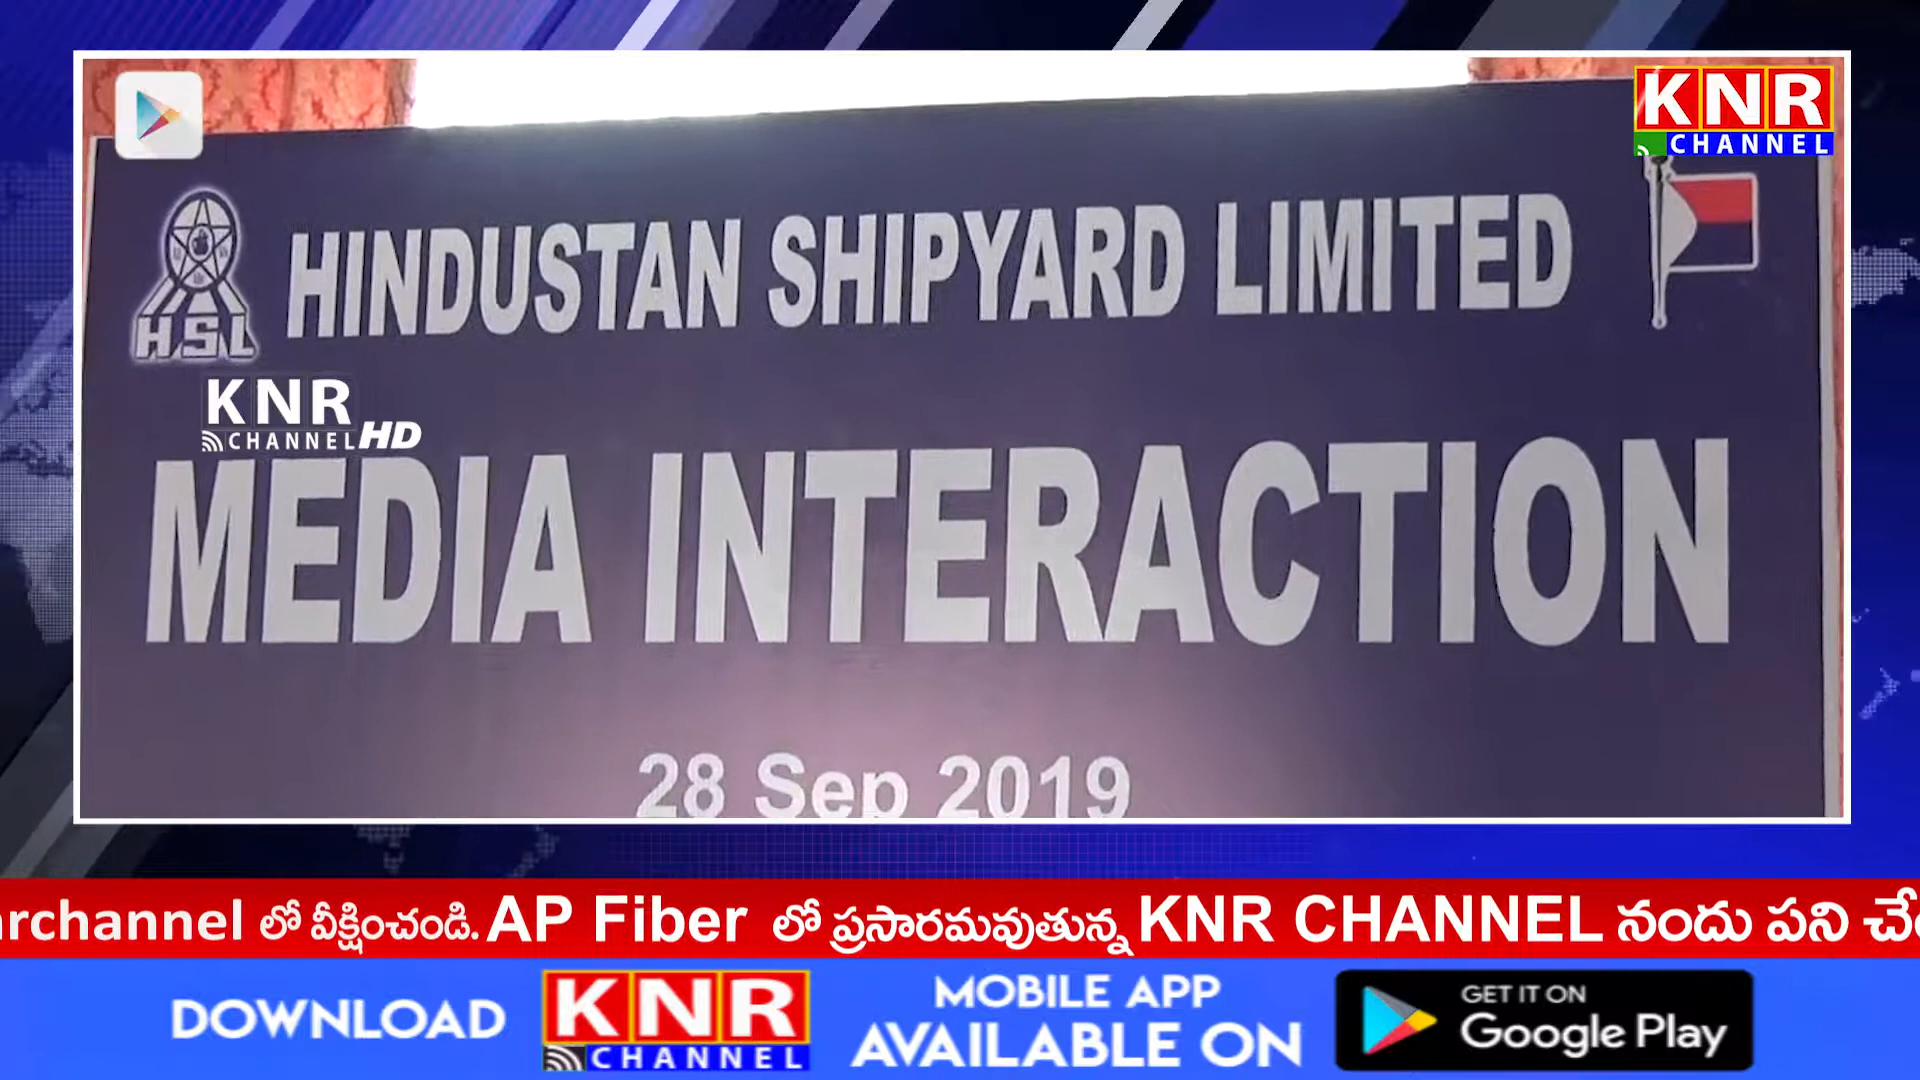 KNR
CHANNEL
HINDUSTAN SHIPYARD LIMITED
HSL
KNR
CHANNEL HD
MEDIA INTERACTION
28 Sep 2019
rchannel లో వీక్షించండి. AP Fiber లో ప్రసారమవుతున్న KNR CHANNEL నందు పని
DOWNLOAD
KNR
CHANNEL
MOBILE APP
AVAILABLE ON
GET IT ON
Google Play